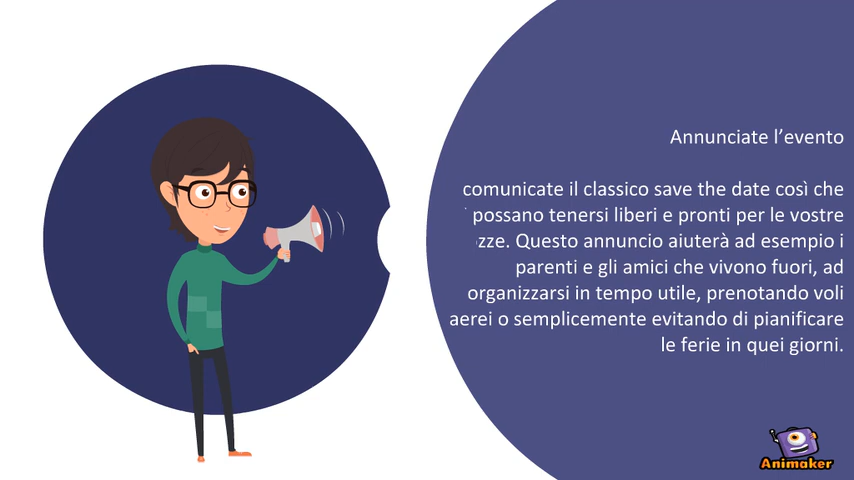 Annunciate l’evento
comunicate il classico save the date così che
possano tenersi liberi e pronti per le vostre
Questo annuncio aiuterà ad esempio i
parenti e gli amici che vivono fuori, ad
organizzarsi in tempo utile, prenotando voli
aerei o semplicemente evitando di pianificare
le ferie in quei giorni.
Animaker